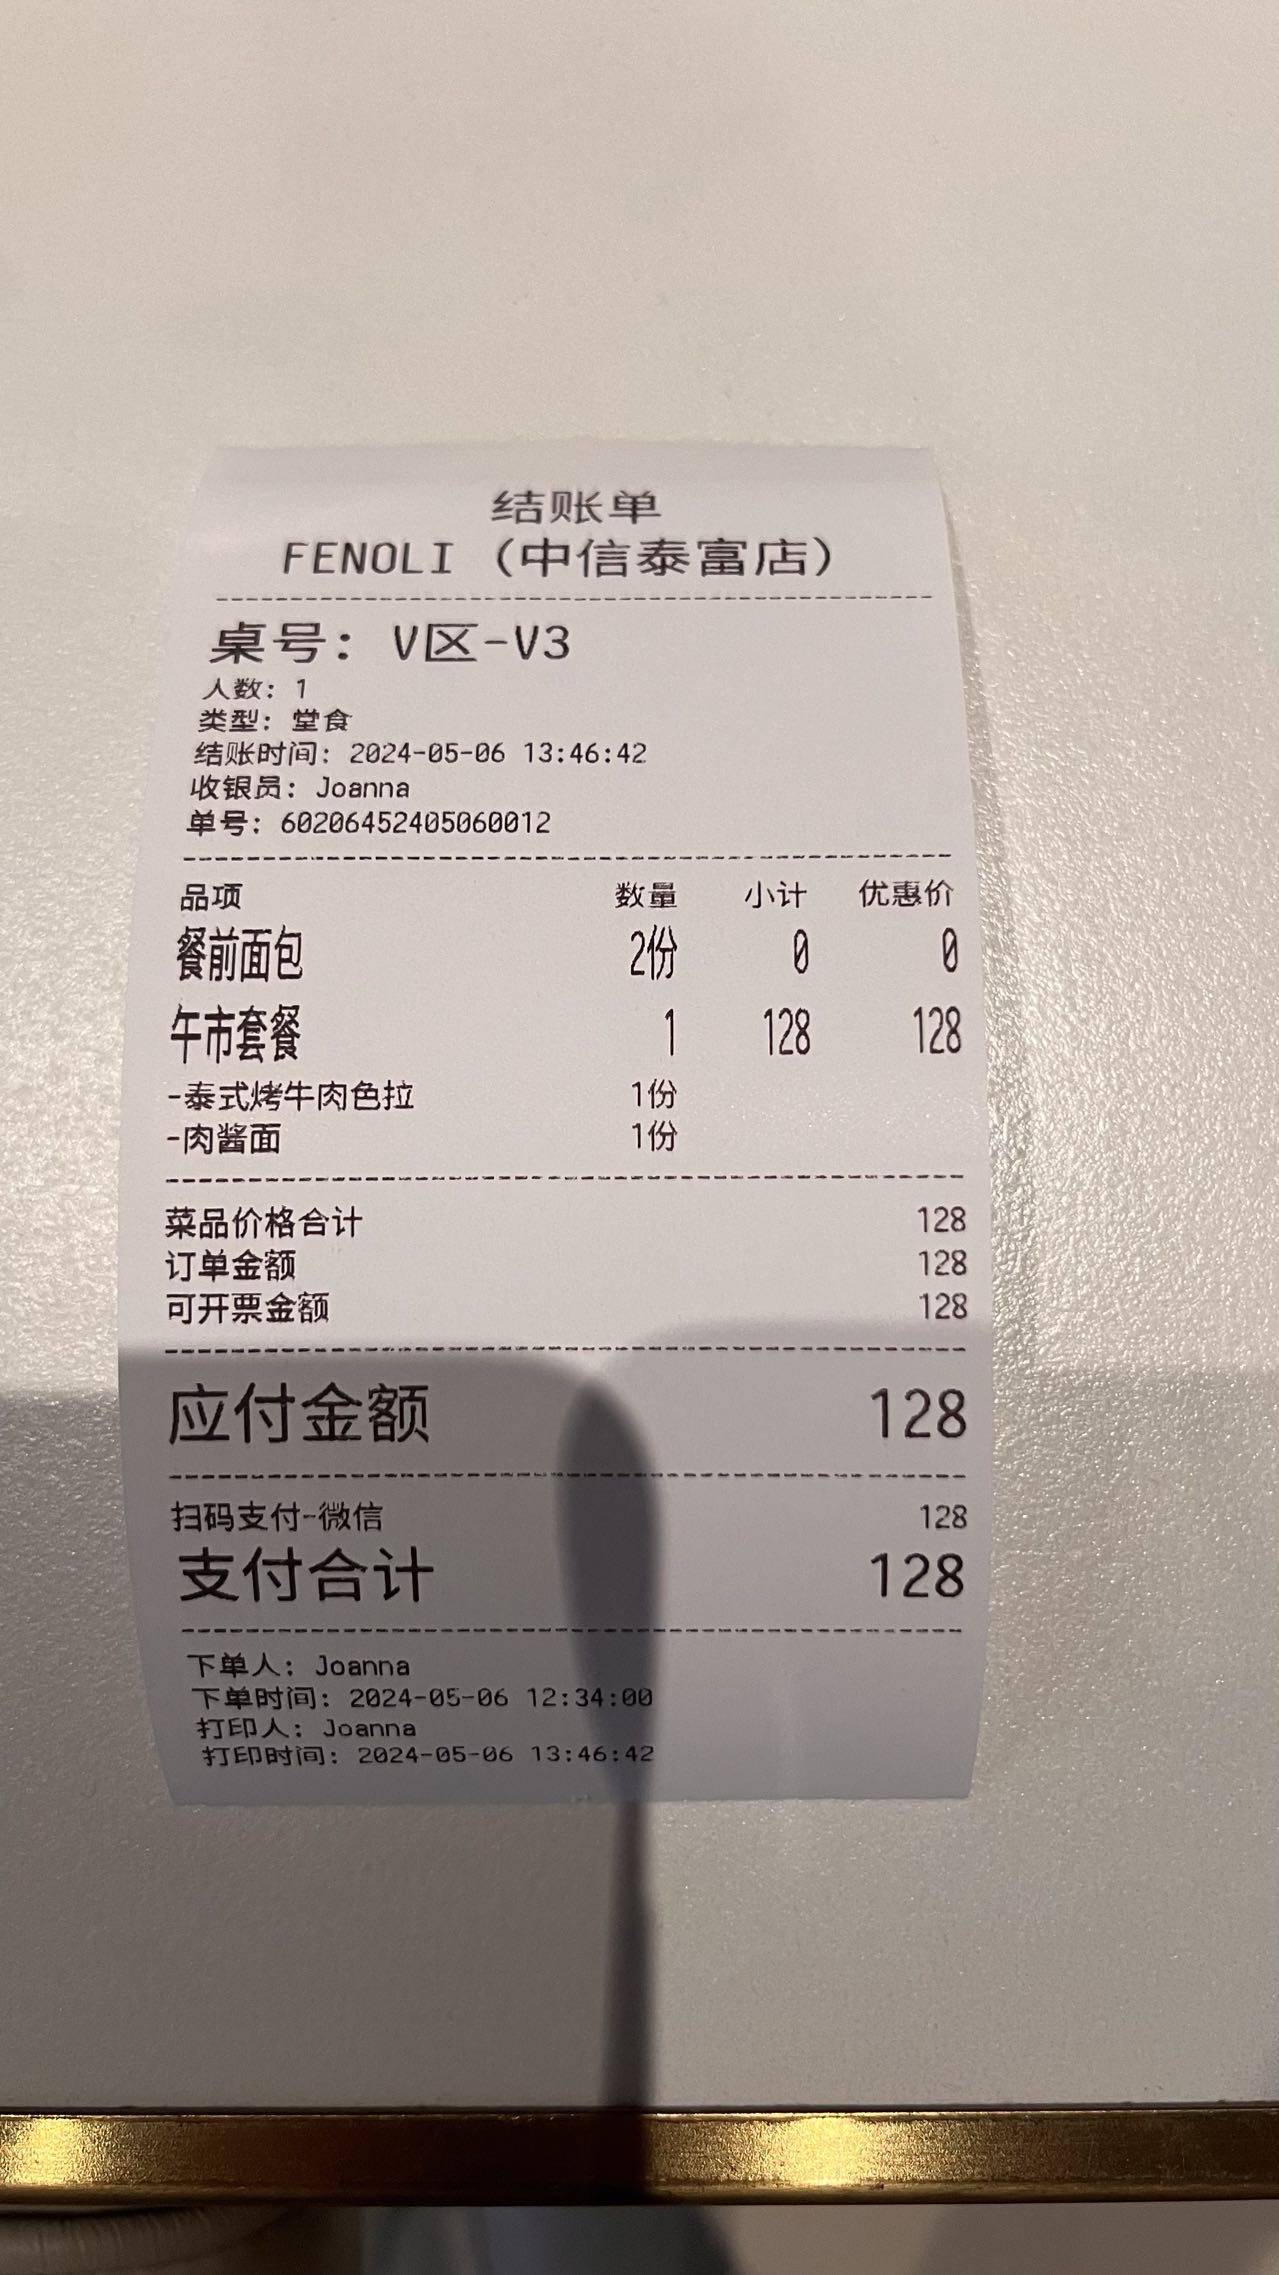 结账单
FENOLI（中信泰富店）
桌号：V区-V3
人数：1
类型：堂食
结账时间：2024-05-06 13:46:42
收银员：Joanna
单号：60206452405060012
品项 数量 小计 优惠价
餐前面包 2份 0 0
午市套餐 1 128 128
-泰式烤牛肉色拉 1份
-肉酱面 1份
菜品价格合计 128
订单金额 128
可开票金额 128
应付金额 128
扫码支付-微信 128
支付合计 128
下单人：Joanna
下单时间：2024-05-06 12:34:00
打印人：Joanna
打印时间：2024-05-06 13:46:42